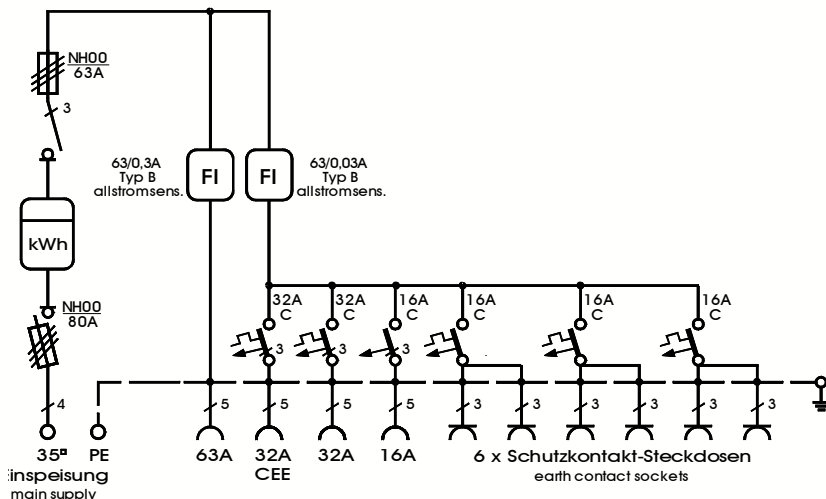 NH00
63A
3
63/0,3A
Typ B
allstromsens.
FI
FI
63/0,03A
Typ B
allstromsens.
kWh
NH00
80A
32A
C
32A
C
16A
C
16A
C
16A
C
16A
C
3
3
3
4
5
5
5
5
3
3
3
3
3
3
35¤ PE
63A
32A
CEE
32A
16A
6 x Schutzkontakt-Steckdosen
earth contact sockets
inspeisung
main supply